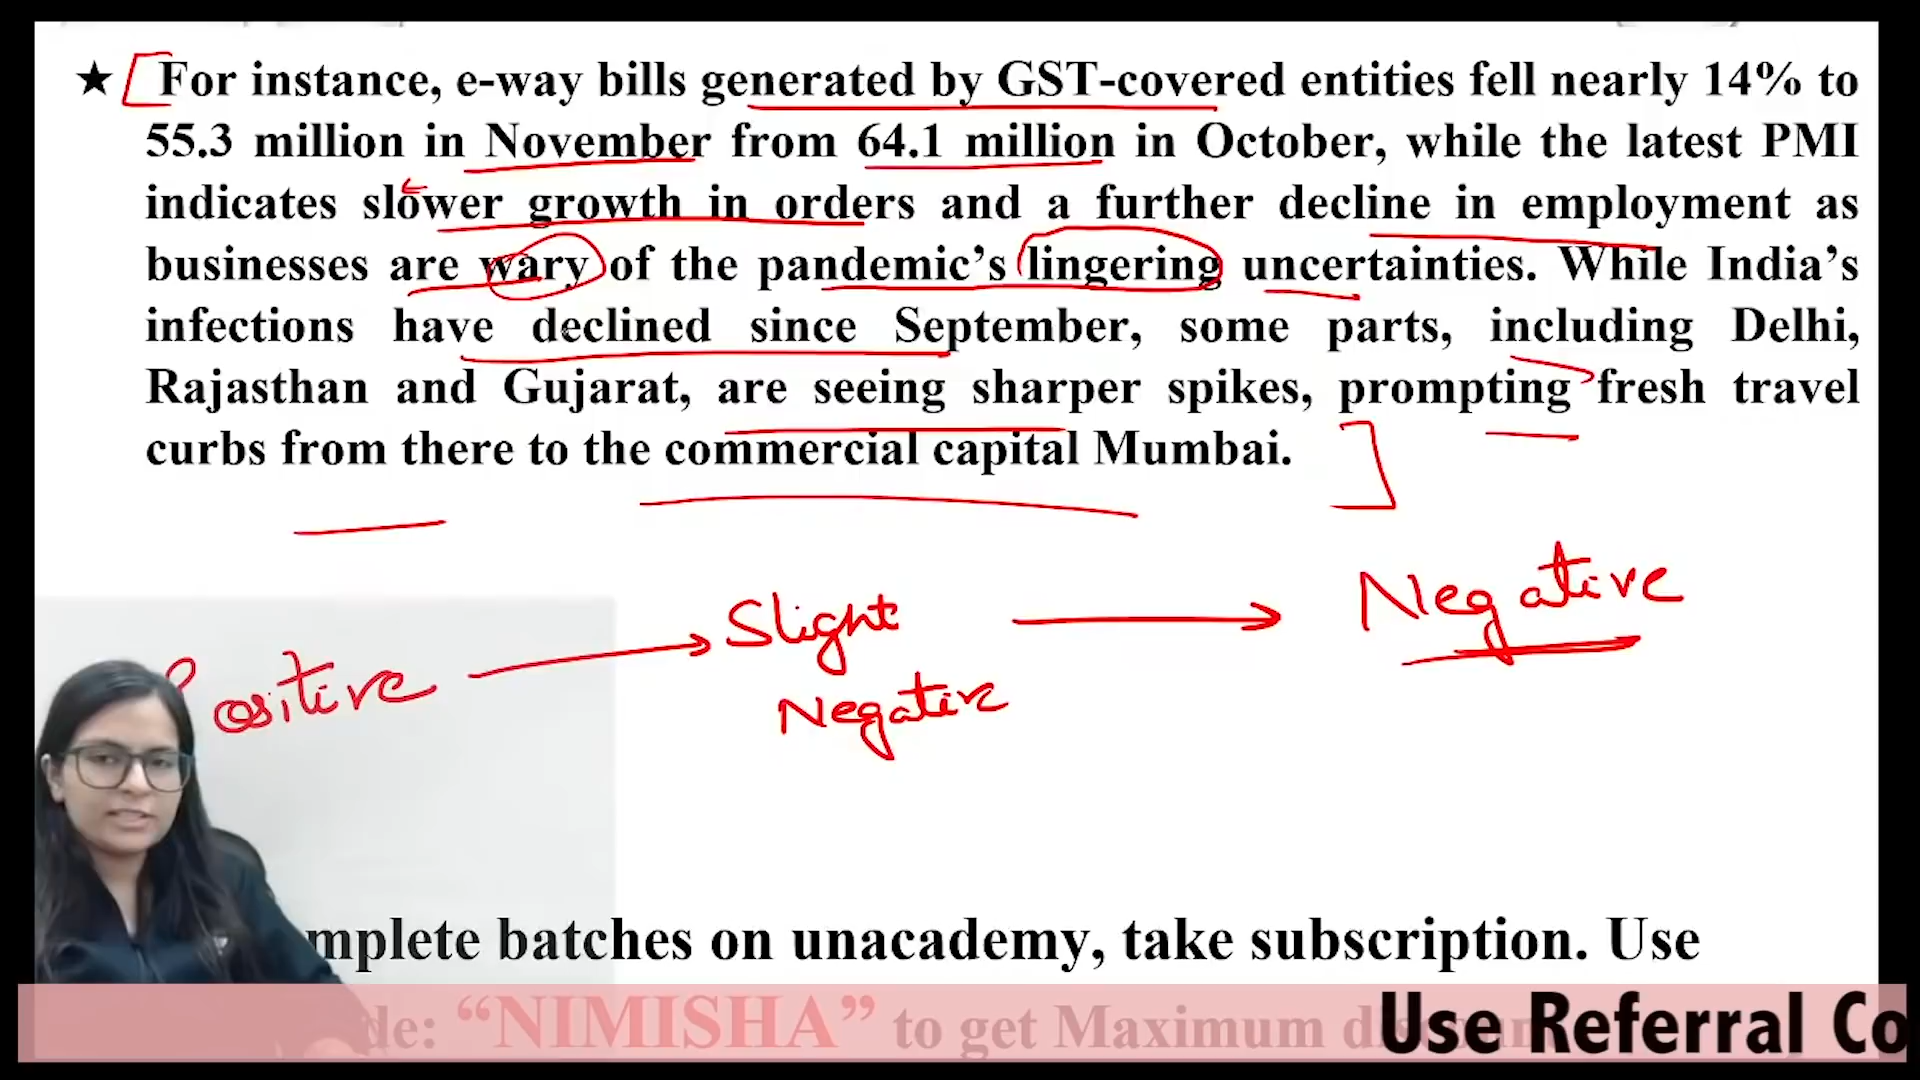 ★ For instance, e-way bills generated by GST-covered entities fell nearly 14% to
55.3 million in November from 64.1 million in October, while the latest PMI
indicates slower growth in orders and a further decline in employment as
businesses are wary of the pandemic’s lingering uncertainties. While India’s
infections have declined since September, some parts, including Delhi,
Rajasthan and Gujarat, are seeing sharper spikes, prompting fresh travel
curbs from there to the commercial capital Mumbai.
Positive → Slight → Negative
Negative
mplete batches on unacademy, take subscription. Use
de: “NIMISHA” to get Maximum
Use Referral Co